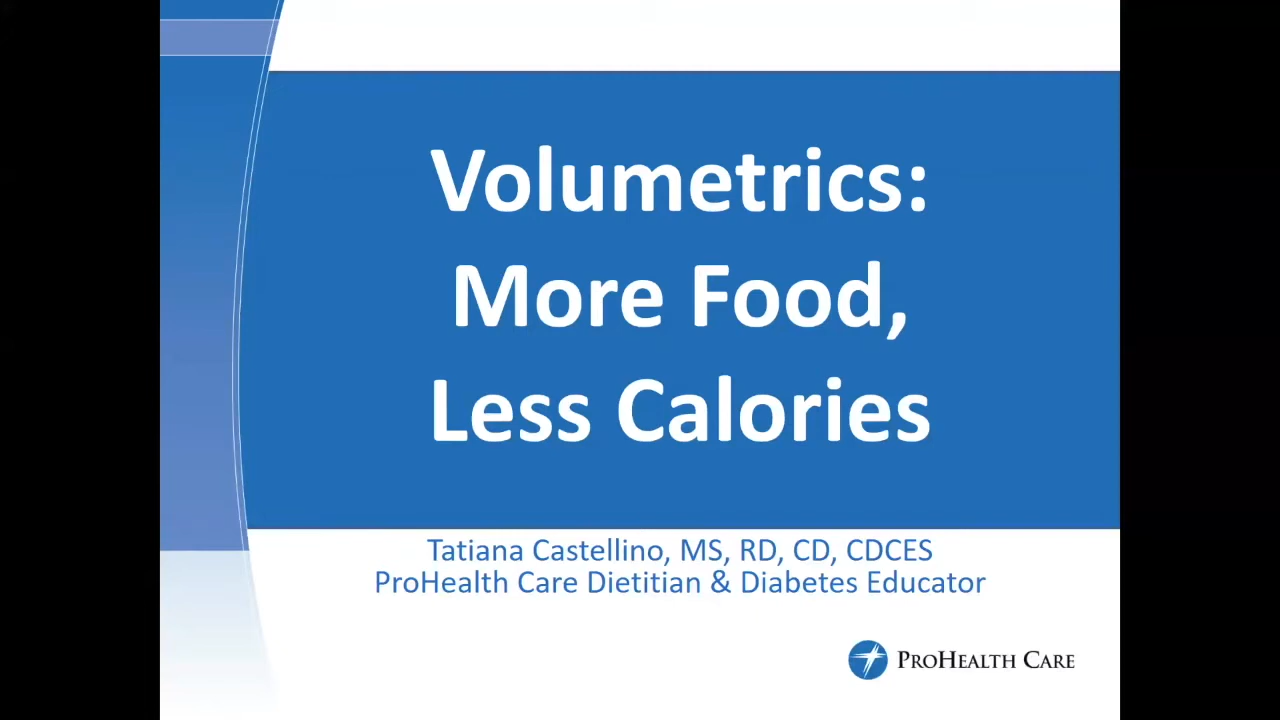 Volumetrics:
More Food,
Less Calories
Tatiana Castellino, MS, RD, CD, CDCES
ProHealth Care Dietitian & Diabetes Educator
PROHEALTH CARE